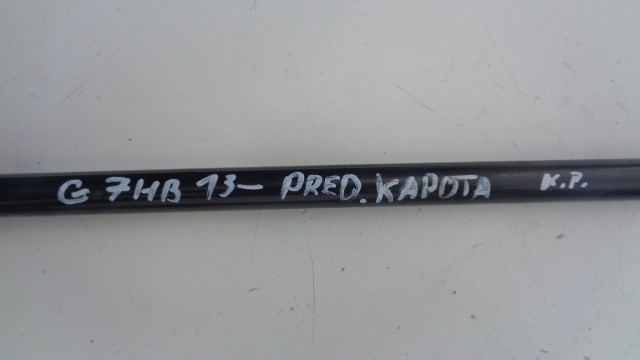 G 7HB 13- PRED. KAPOTA K.P.